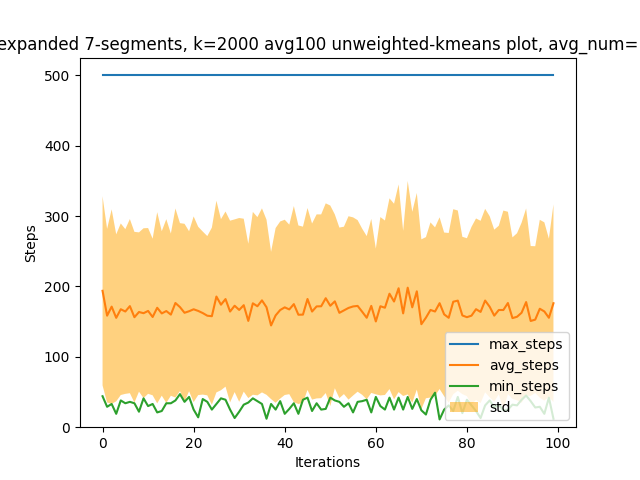 expanded 7-segments, k=2000 avg100 unweighted-kmeans plot, avg_num=
500
400
300
200
100
0
Steps
0 20 40 60 80 100
Iterations
max_steps
avg_steps
min_steps
std